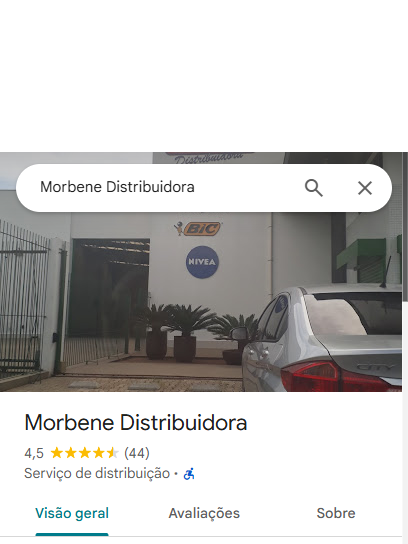 Distribuidora
Morbene Distribuidora
BIC
NIVEA
CITY
Morbene Distribuidora
4,5 (44)
Serviço de distribuição ·
Visão geral
Avaliações
Sobre